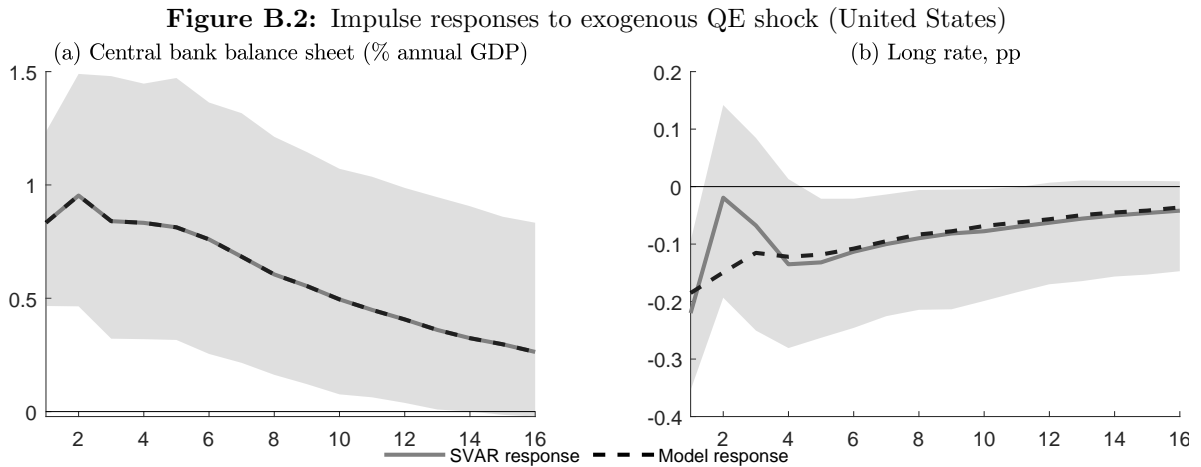 Figure B.2: Impulse responses to exogenous QE shock (United States)
(a) Central bank balance sheet (% annual GDP)
1.5
1
0.5
0
2 4 6 8 10 12 14 16
(b) Long rate, pp
0.2
0.1
0
-0.1
-0.2
-0.3
-0.4
2 4 6 8 10 12 14 16
SVAR response Model response